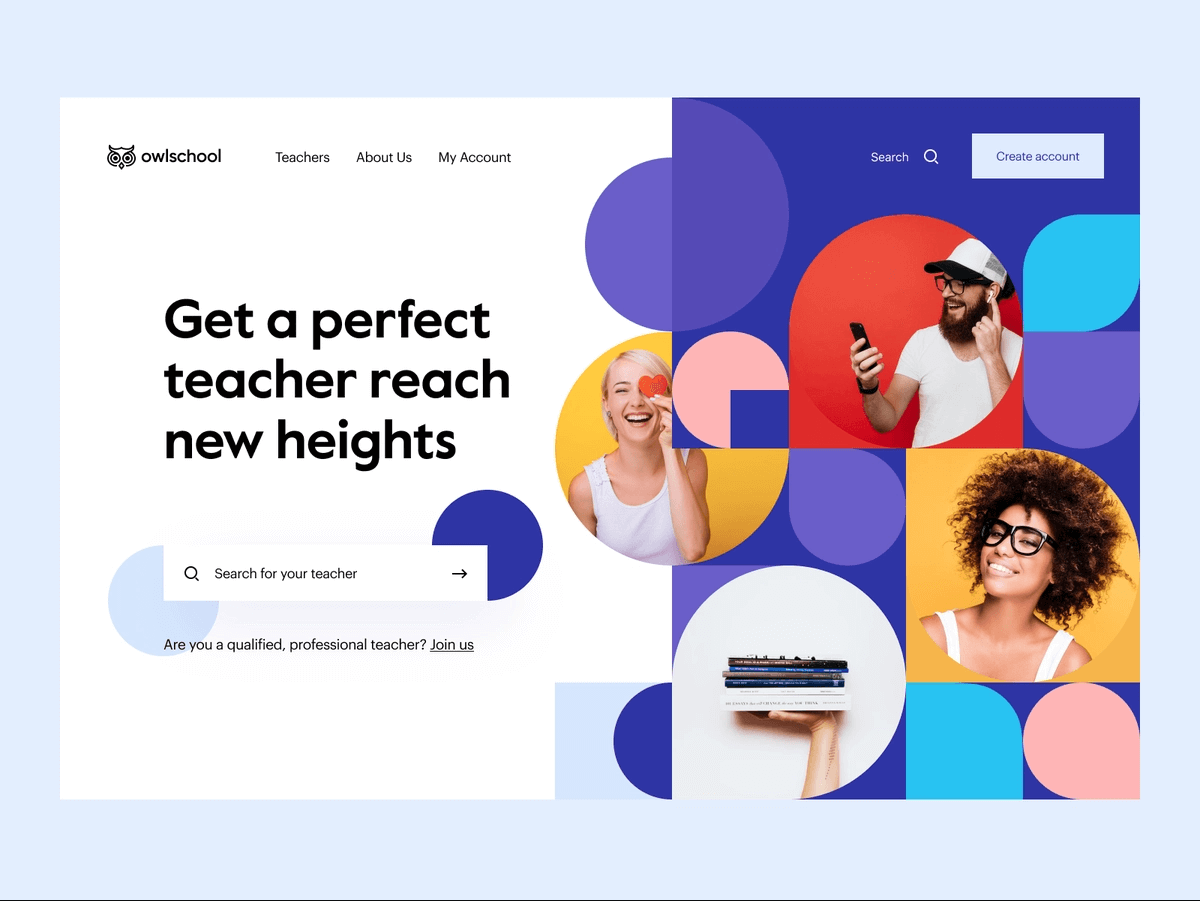 owlschool
Teachers About Us My Account
Search
Create account
Get a perfect
teacher reach
new heights
Search for your teacher
Are you a qualified, professional teacher? Join us